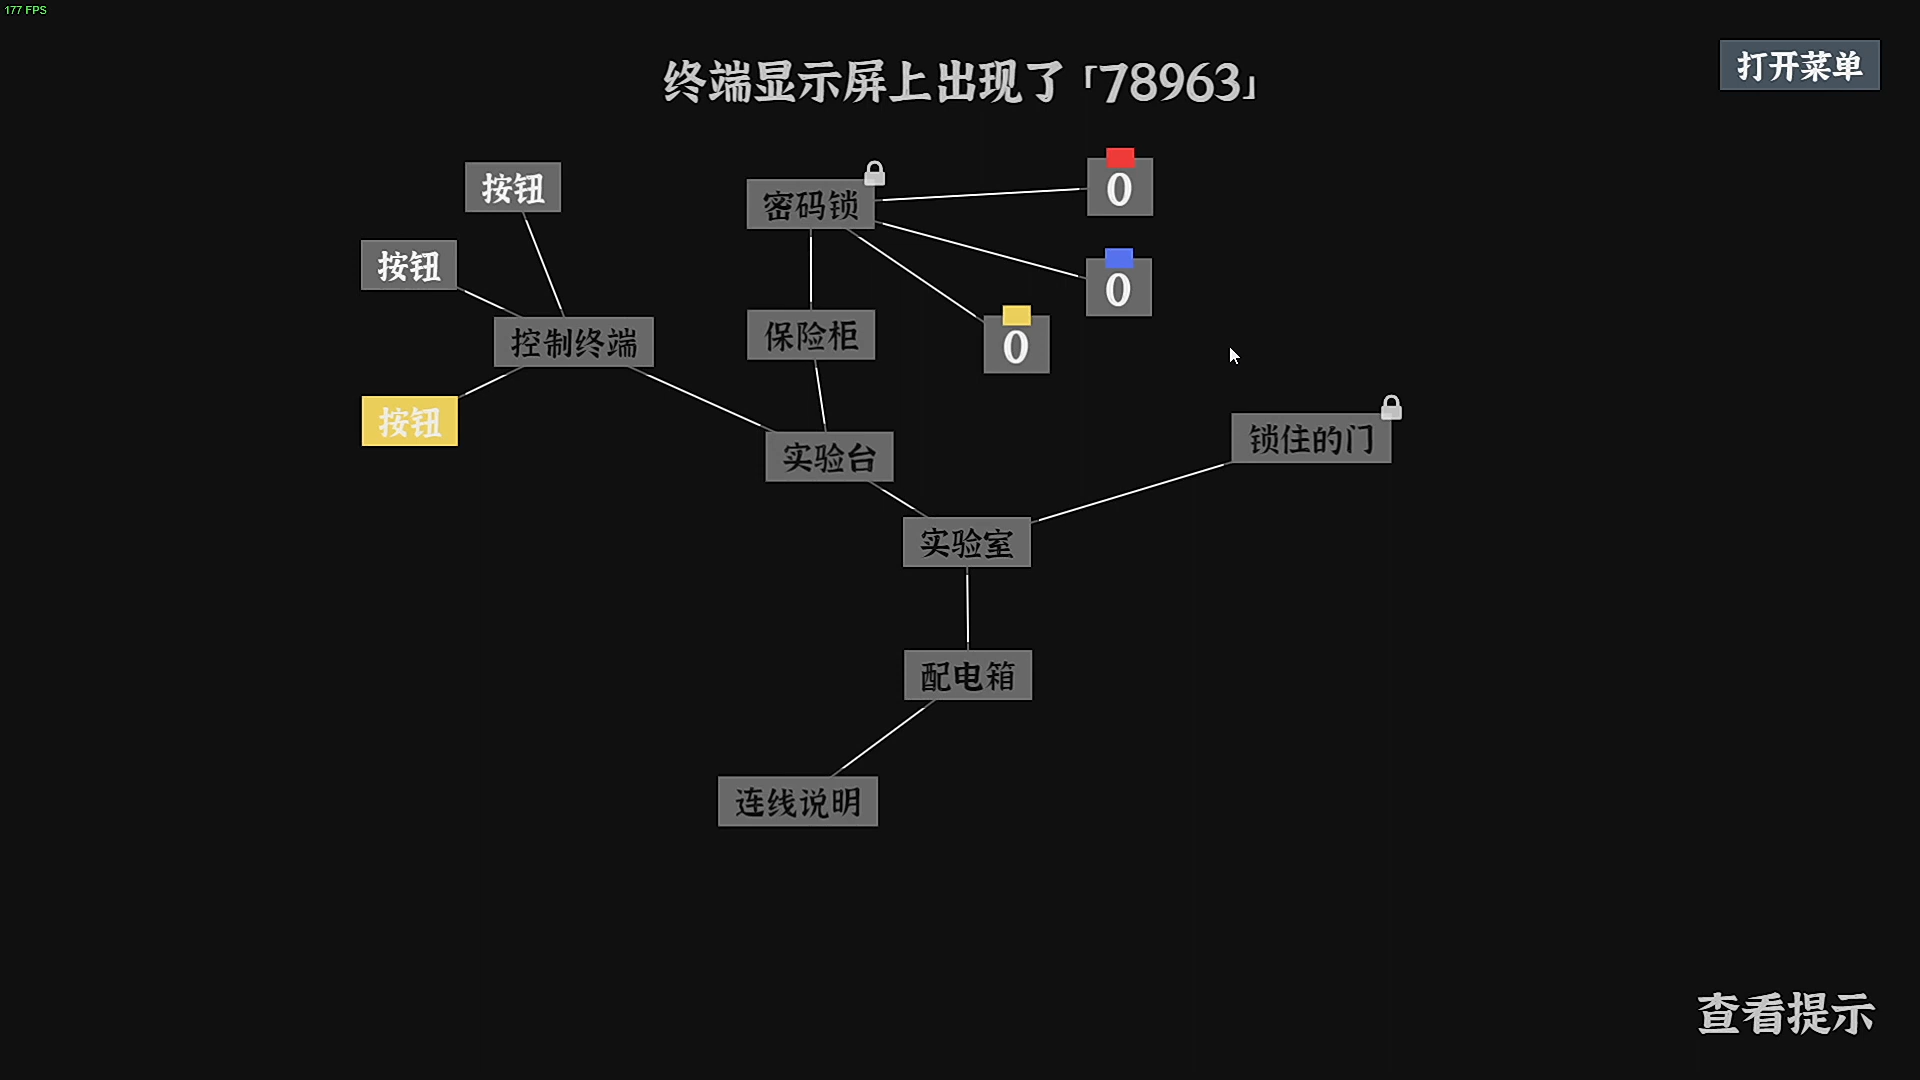 177 FPS
终端显示屏上出现了「78963」
打开菜单
按钮
密码锁
0
按钮
0
控制终端
保险柜
0
按钮
实验台
锁住的门
实验室
配电箱
连线说明
查看提示